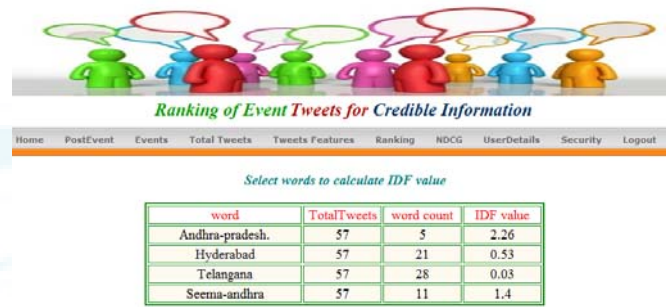 Ranking of Event Tweets for Credible Information
Home PostEvent Events Total Tweets Tweets Features Ranking NDCG UserDetails Security Logout
Select words to calculate IDF value
word TotalTweets word count IDF value
Andhra-pradesh. 57 5 2.26
Hyderabad 57 21 0.53
Telangana 57 28 0.03
Seema-andhra 57 11 1.4